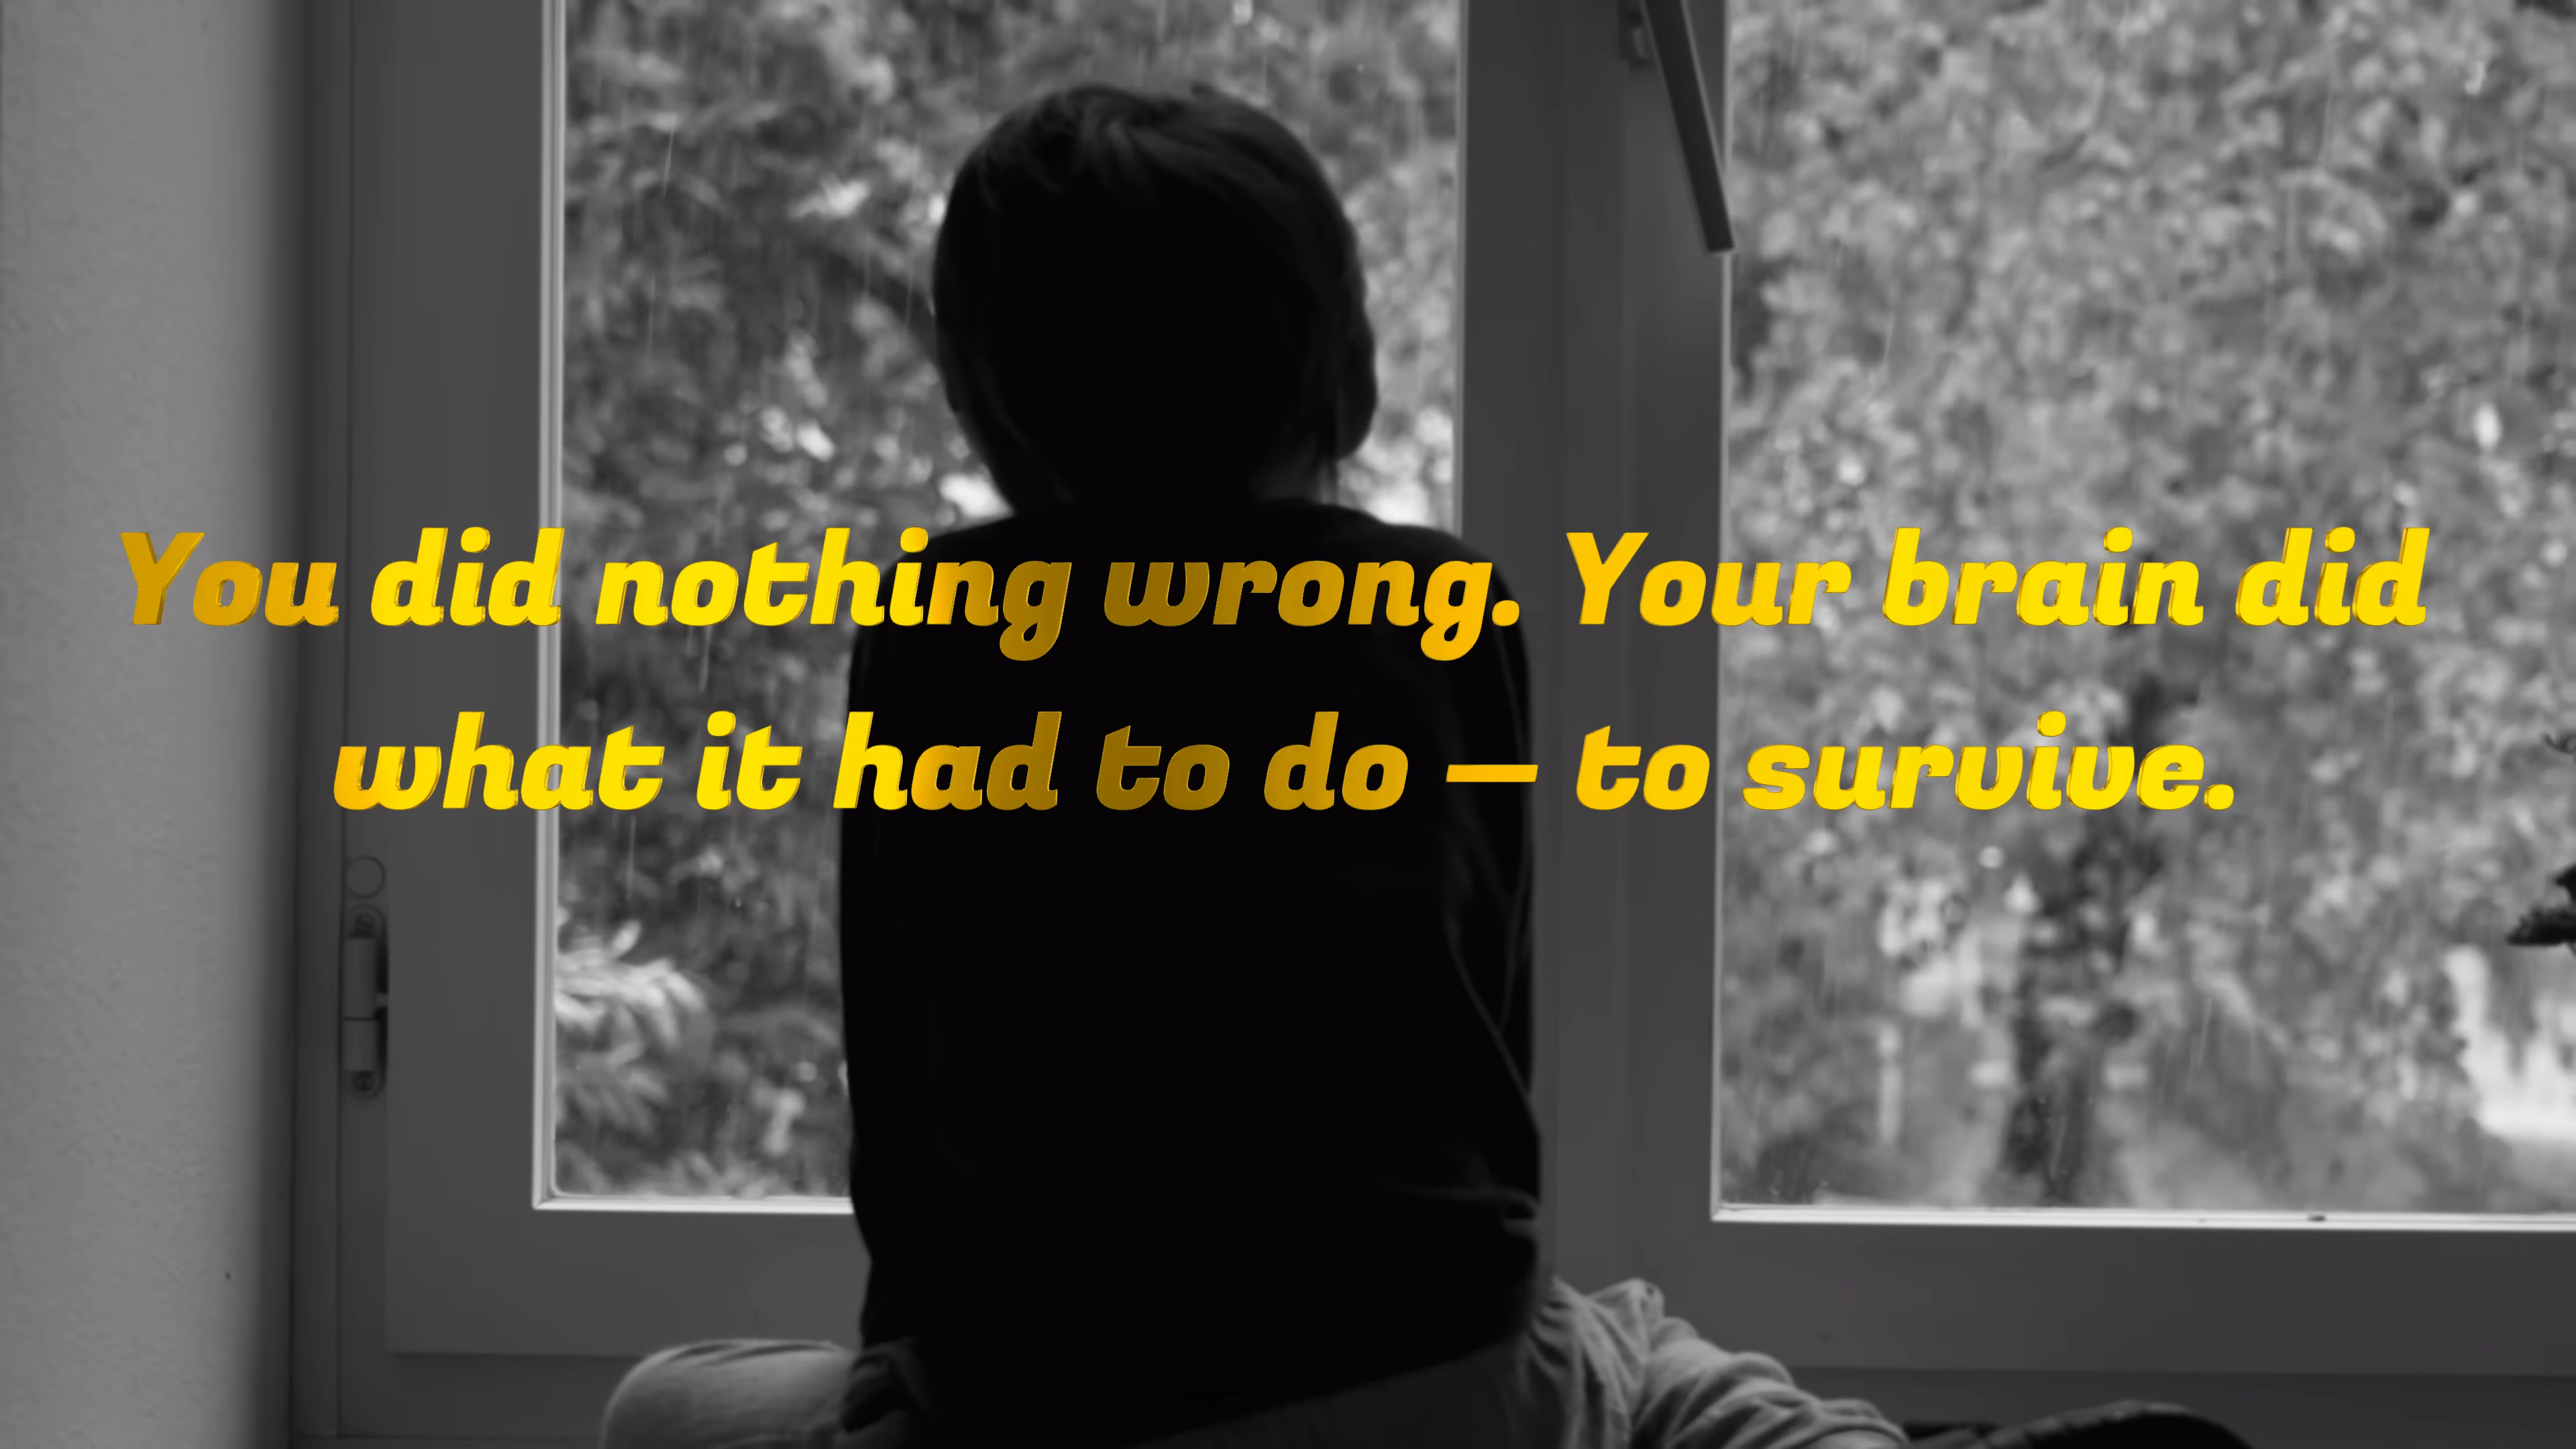 You did nothing wrong. Your brain did
what it had to do — to survive.